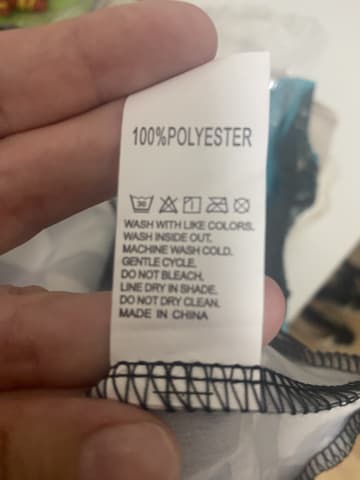 100%POLYESTER
30
WASH WITH LIKE COLORS.
WASH INSIDE OUT.
MACHINE WASH COLD.
GENTLE CYCLE.
DO NOT BLEACH.
LINE DRY IN SHADE.
DO NOT DRY CLEAN.
MADE IN CHINA